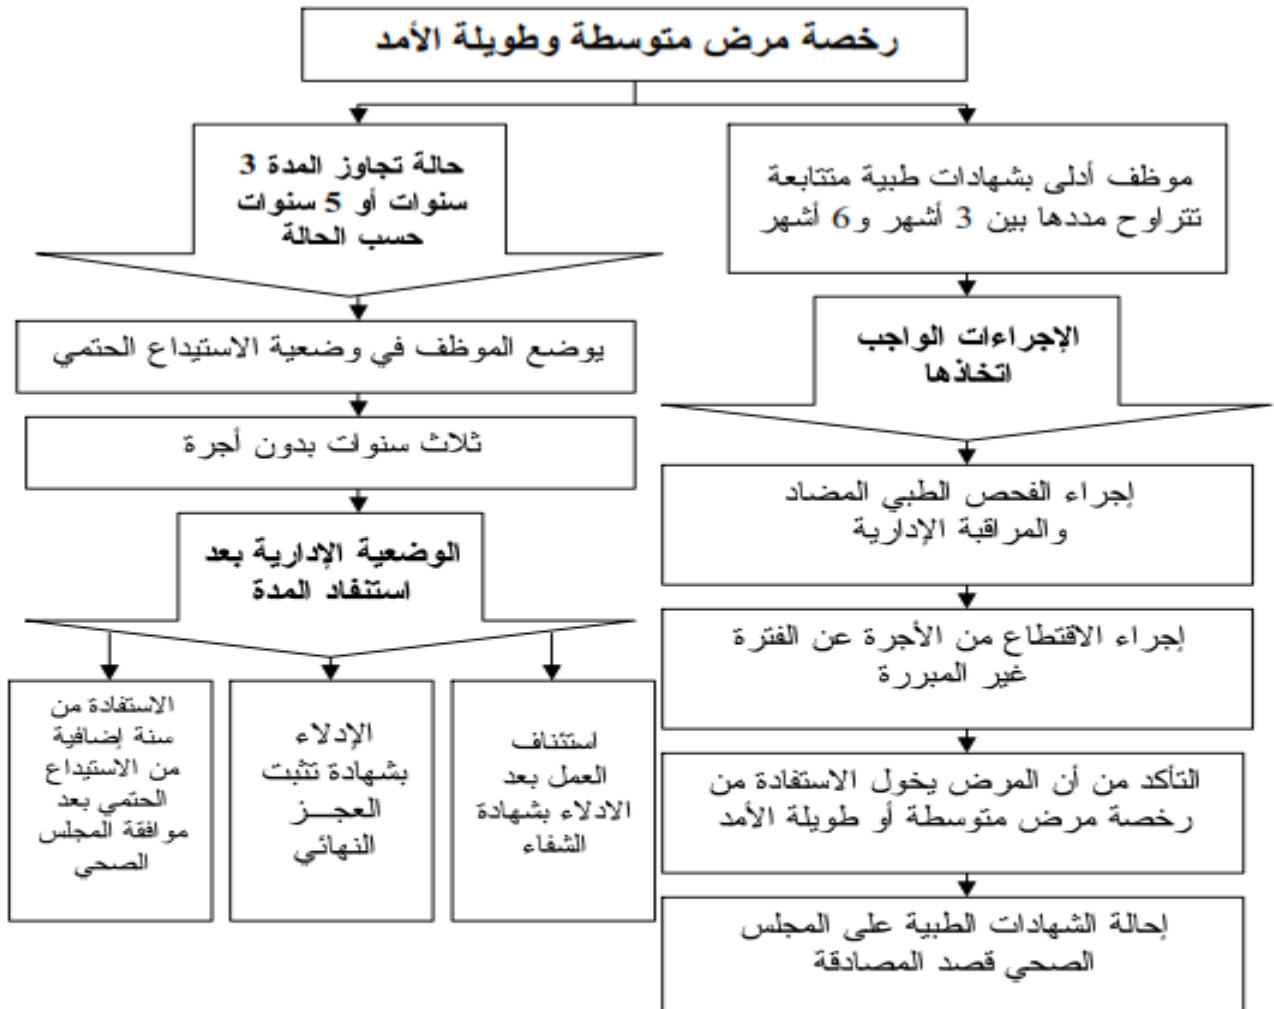 رخصة مرض متوسطة وطويلة الأمد
موظف أدلى بشهادات طبية متتابعة
تتراوح مددها بين 3 أشهر و6 أشهر
الإجراءات الواجب
اتخاذها
إجراء الفحص الطبي المضاد
والمراقبة الإدارية
إجراء الاقتطاع من الأجرة عن الفترة
غير المبررة
التأكد من أن المرض يخول الاستفادة من
رخصة مرض متوسطة أو طويلة الأمد
إحالة الشهادات الطبية على المجلس
الصحي قصد المصادقة
حالة تجاوز المدة 3
سنوات أو 5 سنوات
حسب الحالة
يوضع الموظف في وضعية الاستيداع الحتمي
ثلاث سنوات بدون أجرة
الوضعية الإدارية بعد
استنفاد المدة
استئناف
العمل بعد
الادلاء بشهادة
الشفاء
الإدلاء
بشهادة تثبت
العجز
النهائي
الاستفادة من
سنة إضافية
من الاستيداع
الحتمي بعد
موافقة المجلس
الصحي